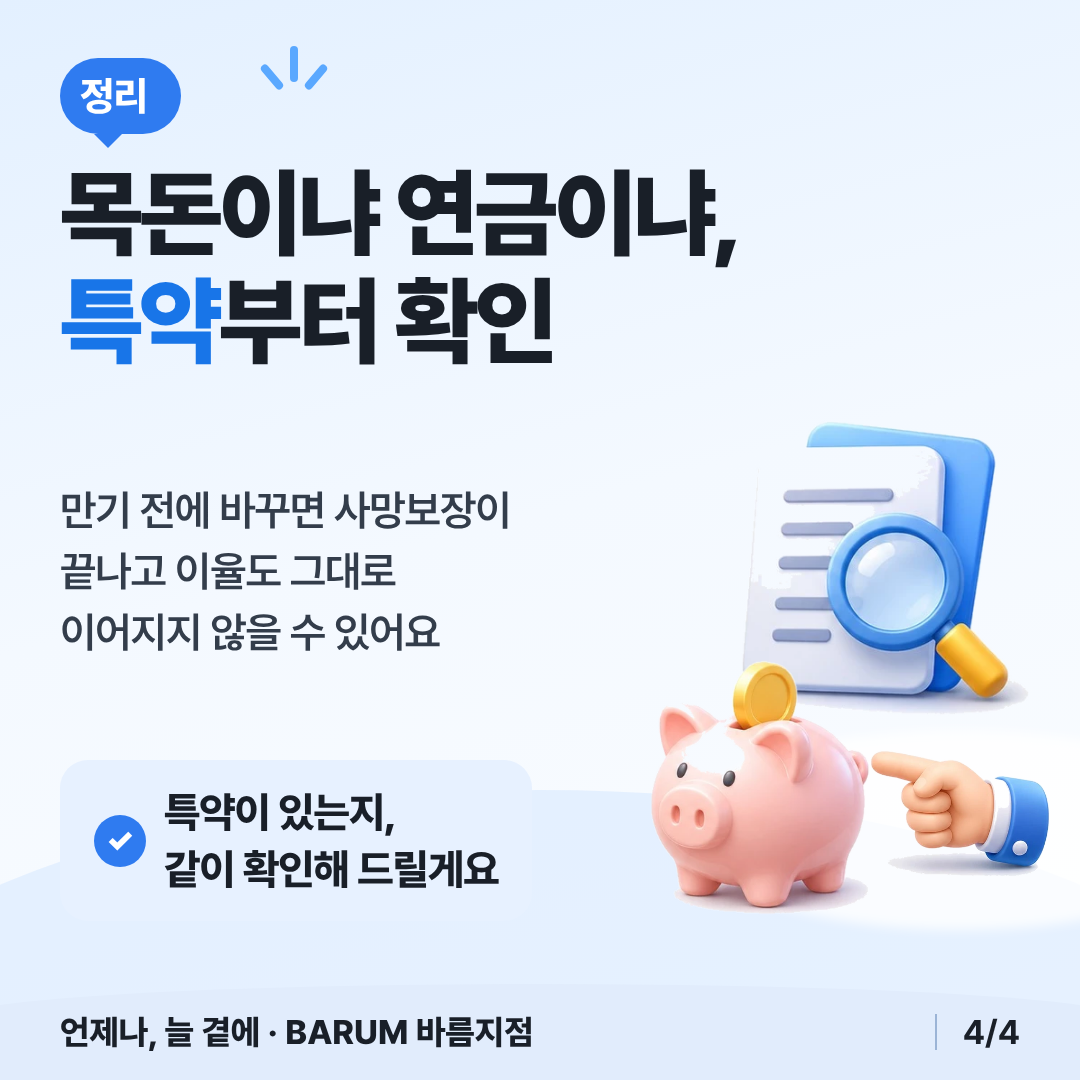 정리
목돈이냐 연금이냐,
특약부터 확인
만기 전에 바꾸면 사망보장이
끝나고 이율도 그대로
이어지지 않을 수 있어요
특약이 있는지,
같이 확인해 드릴게요
언제나, 늘 곁에 · BARUM 바름지점
4/4